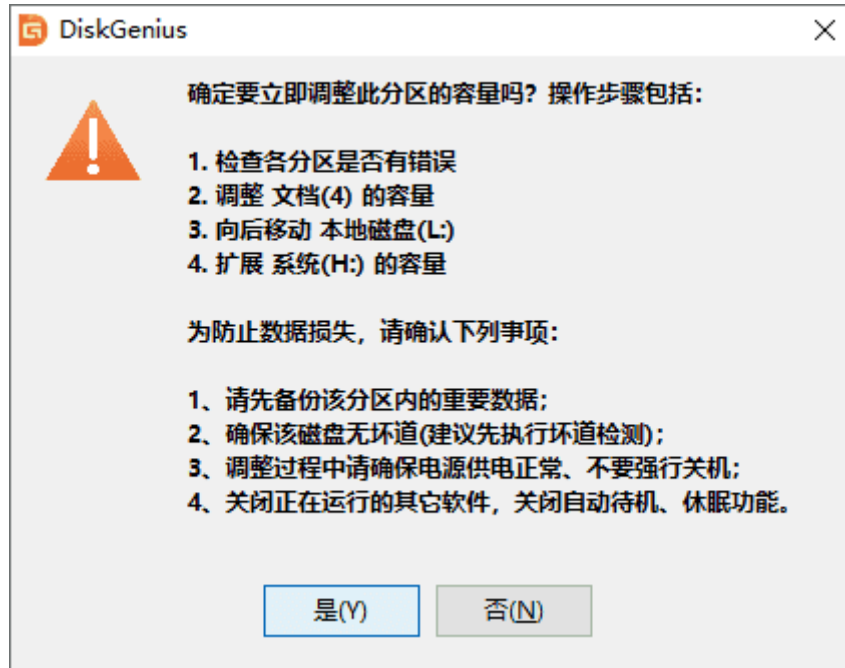 DiskGenius
确定要立即调整此分区的容量吗？操作步骤包括：
1. 检查各分区是否有错误
2. 调整 文档(4) 的容量
3. 向后移动 本地磁盘(L:)
4. 扩展 系统(H:) 的容量
为防止数据损失，请确认下列事项：
1、请先备份该分区内的重要数据；
2、确保该磁盘无坏道(建议先执行坏道检测)；
3、调整过程中请确保电源供电正常、不要强行关机；
4、关闭正在运行的其它软件，关闭自动待机、休眠功能。
是(Y) 否(N)